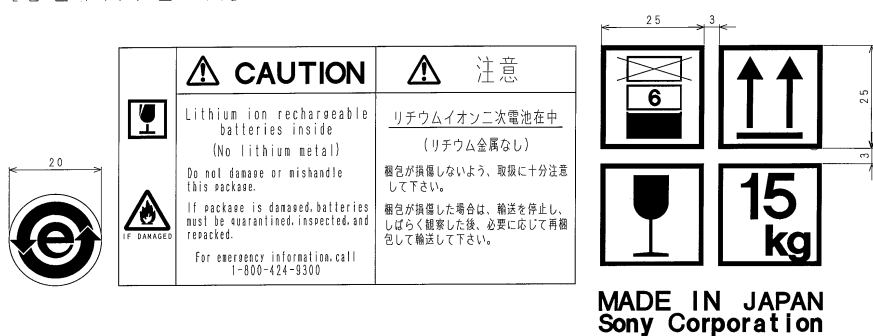 20
e
CAUTION
Lithium ion rechargeable
batteries inside
(No lithium metal)
Do not damage or mishandle
this package.
If package is damaged, batteries
must be quarantined, inspected, and
repacked.
For emergency information, call
1-800-424-9300
IF DAMAGED
注意
リチウムイオン二次電池在中
(リチウム金属なし)
梱包が損傷しないよう、取扱に十分注意
して下さい。
梱包が損傷した場合は、輸送を停止し、
しばらく観察した後、必要に応じて再梱
包して輸送して下さい。
25
3
6
25
3
15
kg
MADE IN JAPAN
Sony Corporation